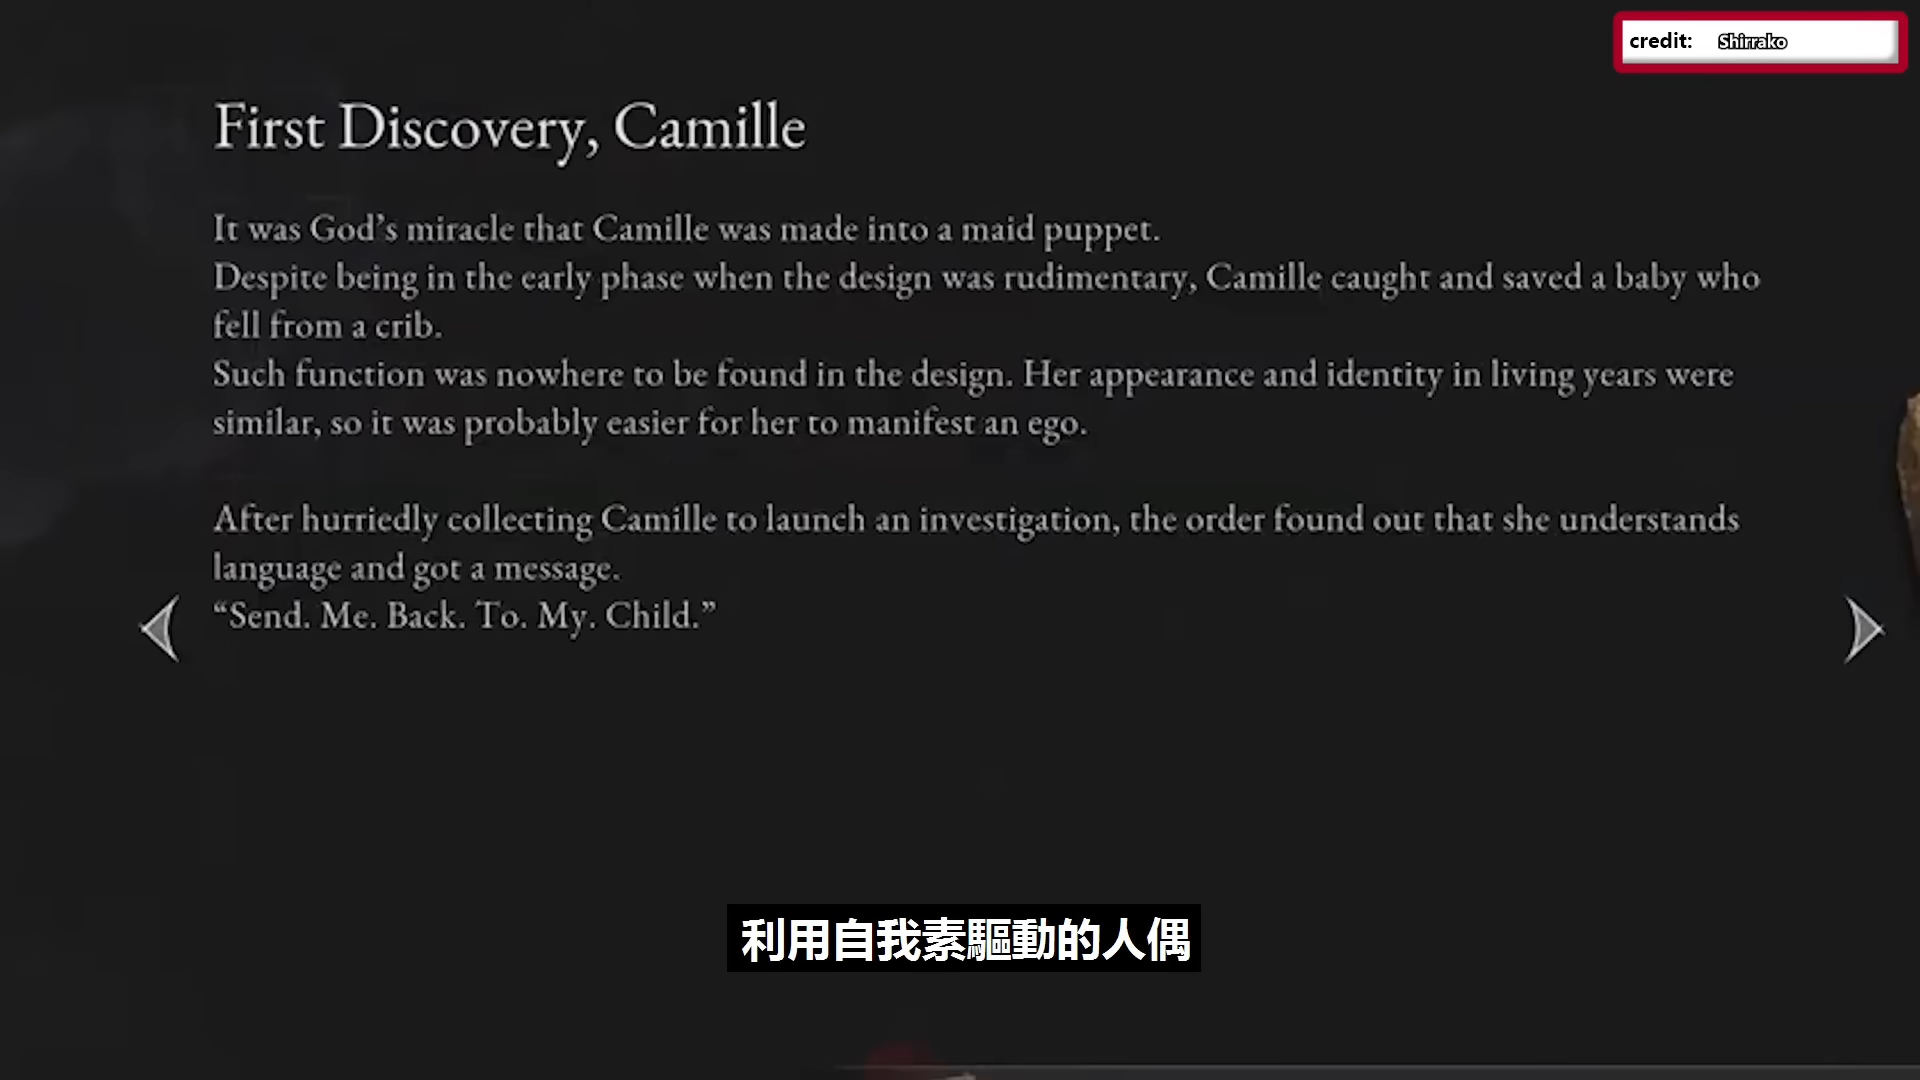 credit: Shirrako
First Discovery, Camille
It was God's miracle that Camille was made into a maid puppet.
Despite being in the early phase when the design was rudimentary, Camille caught and saved a baby who
fell from a crib.
Such function was nowhere to be found in the design. Her appearance and identity in living years were
similar, so it was probably easier for her to manifest an ego.
After hurriedly collecting Camille to launch an investigation, the order found out that she understands
language and got a message.
“Send. Me. Back. To. My. Child.”
利用自我素驅動的人偶